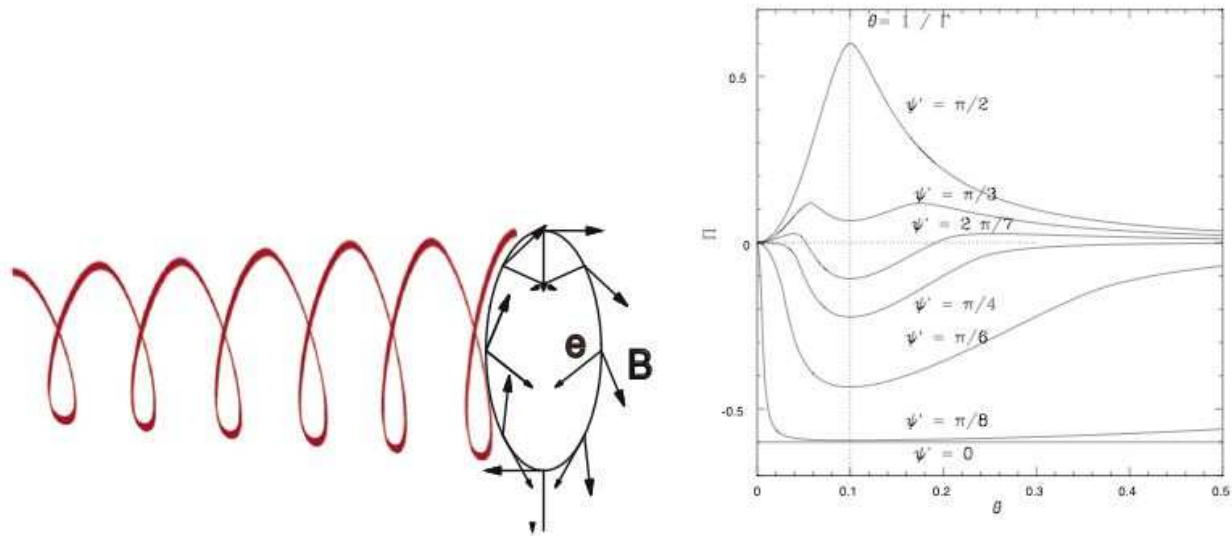 e
B
θ= 1 / Γ
0.5
ψ' = π/2
ψ' = π/3
Π
ψ' = 2 π/7
0
ψ' = π/4
ψ' = π/6
-0.5
ψ' = π/8
ψ' = 0
0
0.1
0.2
0.3
0.4
0.5
θ